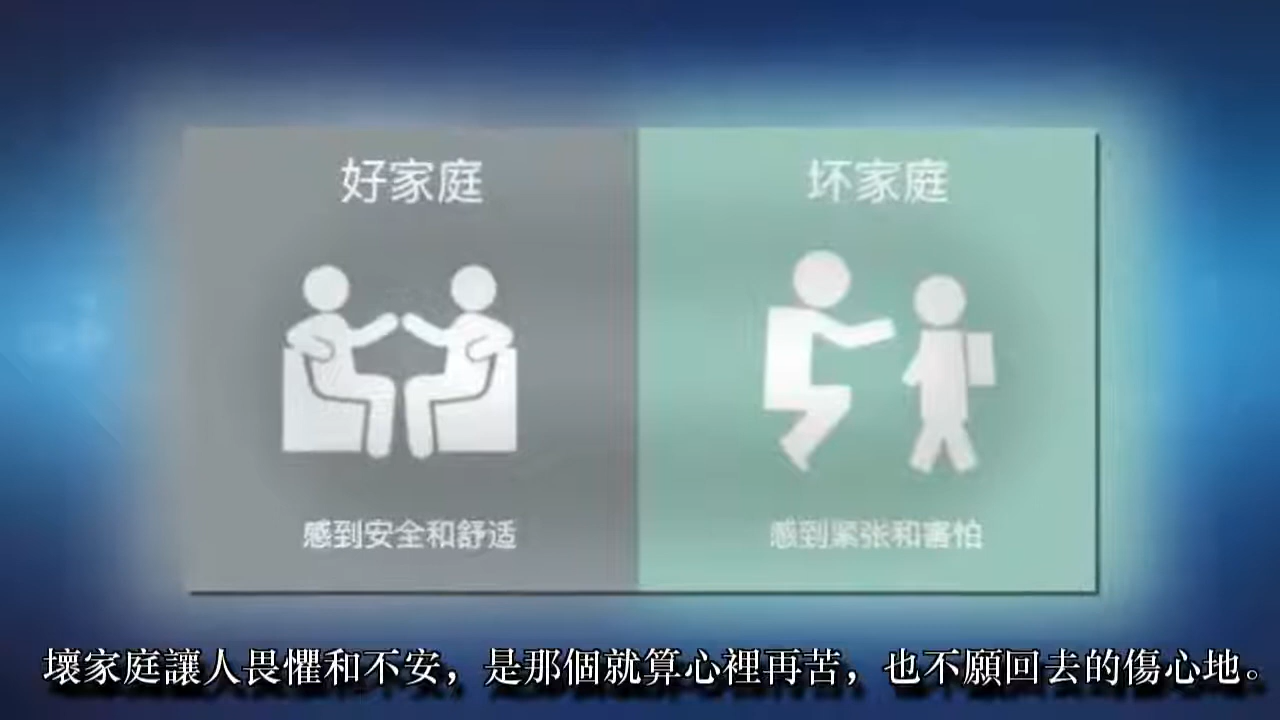 好家庭
坏家庭
感到安全和舒适
感到紧张和害怕
壞家庭讓人畏懼和不安，是那個就算心裡再苦，也不願回去的傷心地。